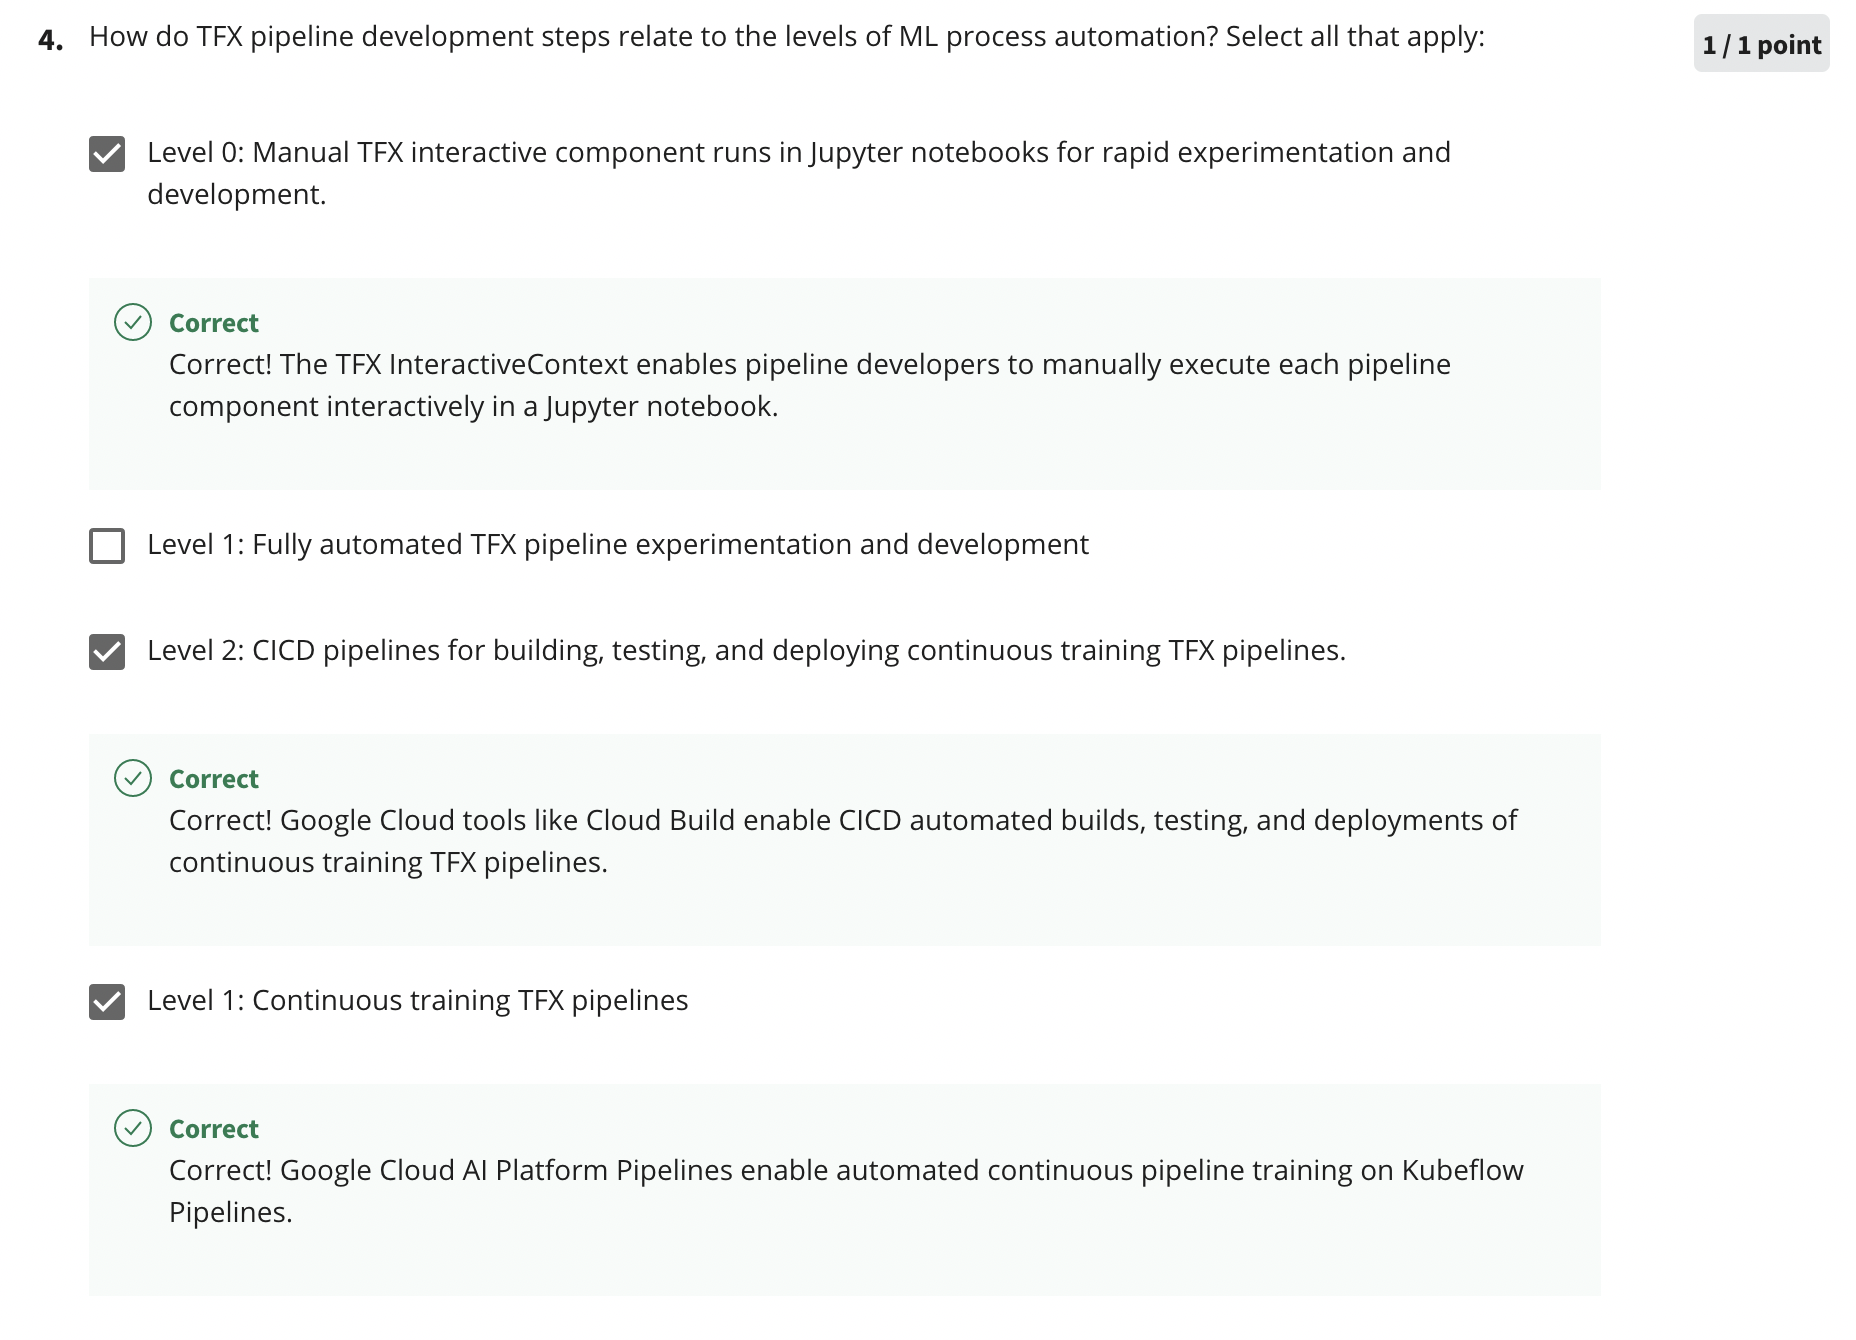 4. How do TFX pipeline development steps relate to the levels of ML process automation? Select all that apply:
1 / 1 point
Level 0: Manual TFX interactive component runs in Jupyter notebooks for rapid experimentation and
development.
Correct
Correct! The TFX InteractiveContext enables pipeline developers to manually execute each pipeline
component interactively in a Jupyter notebook.
Level 1: Fully automated TFX pipeline experimentation and development
Level 2: CICD pipelines for building, testing, and deploying continuous training TFX pipelines.
Correct
Correct! Google Cloud tools like Cloud Build enable CICD automated builds, testing, and deployments of
continuous training TFX pipelines.
Level 1: Continuous training TFX pipelines
Correct
Correct! Google Cloud AI Platform Pipelines enable automated continuous pipeline training on Kubeflow
Pipelines.